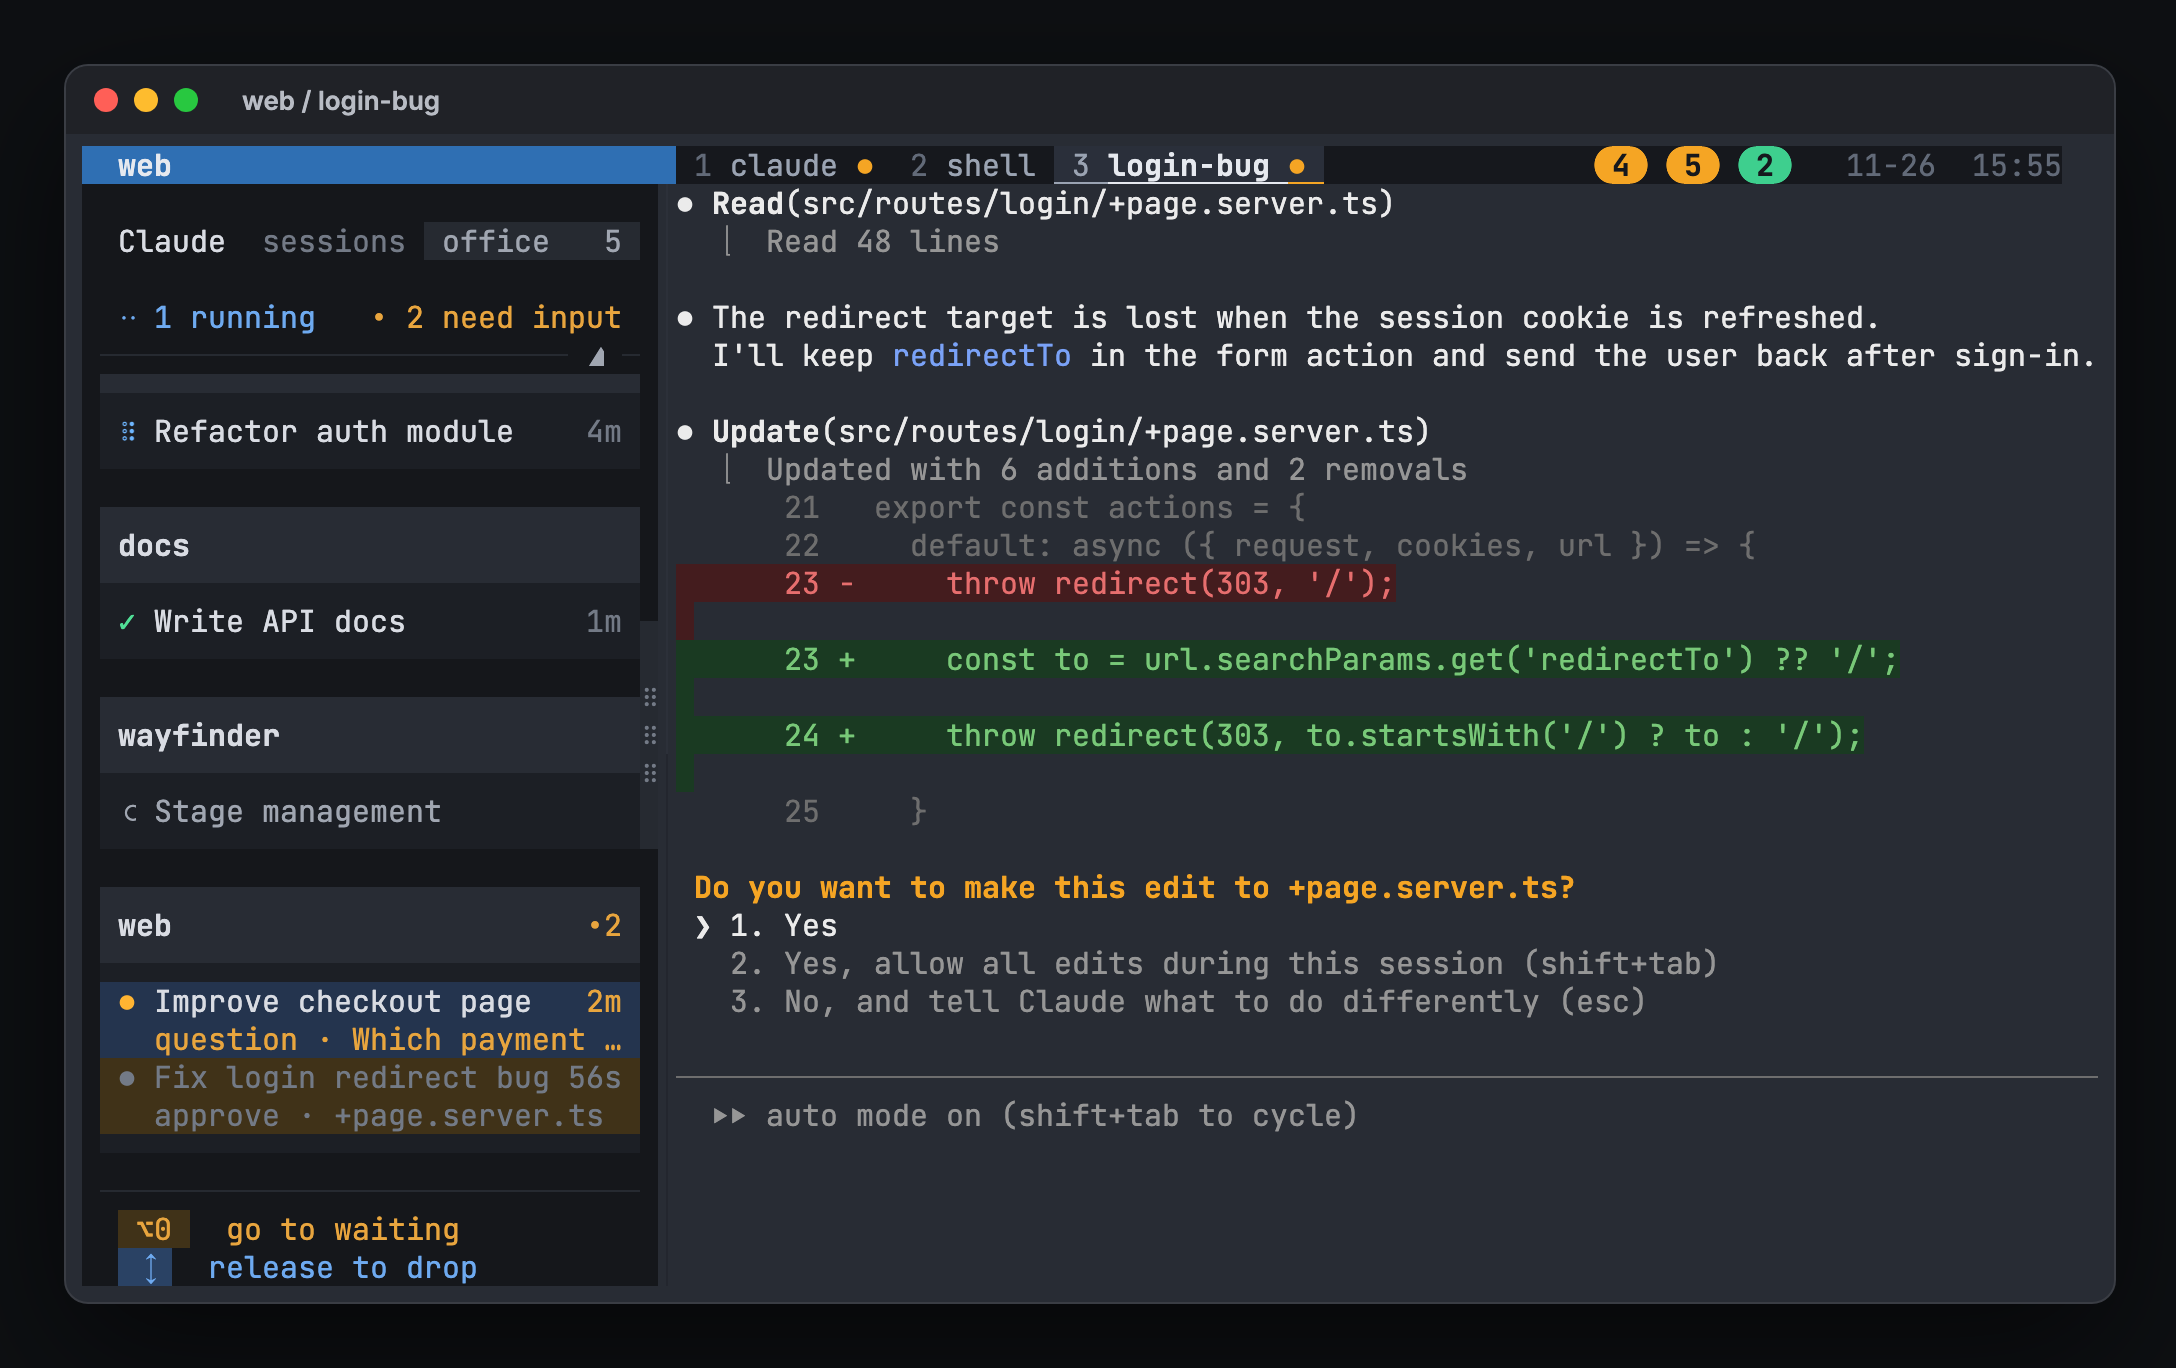 web / login-bug
web
Claude sessions office 5
·· 1 running • 2 need input
Refactor auth module 4m
docs
✓ Write API docs 1m
wayfinder
Stage management
web •2
● Improve checkout page 2m
question · Which payment …
● Fix login redirect bug 56s
approve · +page.server.ts
⌥0 go to waiting
↕ release to drop
1 claude ● 2 shell 3 login-bug ● 4 5 2 11-26 15:55
● Read(src/routes/login/+page.server.ts)
⎣ Read 48 lines
● The redirect target is lost when the session cookie is refreshed.
I'll keep redirectTo in the form action and send the user back after sign-in.
● Update(src/routes/login/+page.server.ts)
⎣ Updated with 6 additions and 2 removals
21 export const actions = {
22 default: async ({ request, cookies, url }) => {
23 - throw redirect(303, '/');
23 + const to = url.searchParams.get('redirectTo') ?? '/';
24 + throw redirect(303, to.startsWith('/') ? to : '/');
25 }
Do you want to make this edit to +page.server.ts?
❯ 1. Yes
2. Yes, allow all edits during this session (shift+tab)
3. No, and tell Claude what to do differently (esc)
▸▸ auto mode on (shift+tab to cycle)